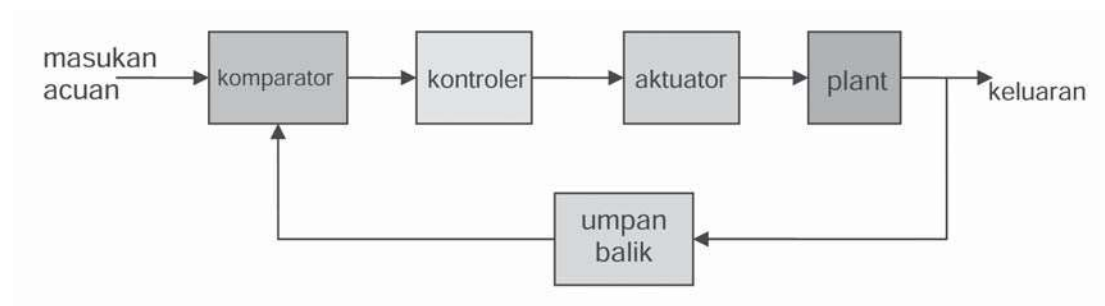 masukan
acuan
komparator
kontroler
aktuator
plant
keluaran
umpan
balik